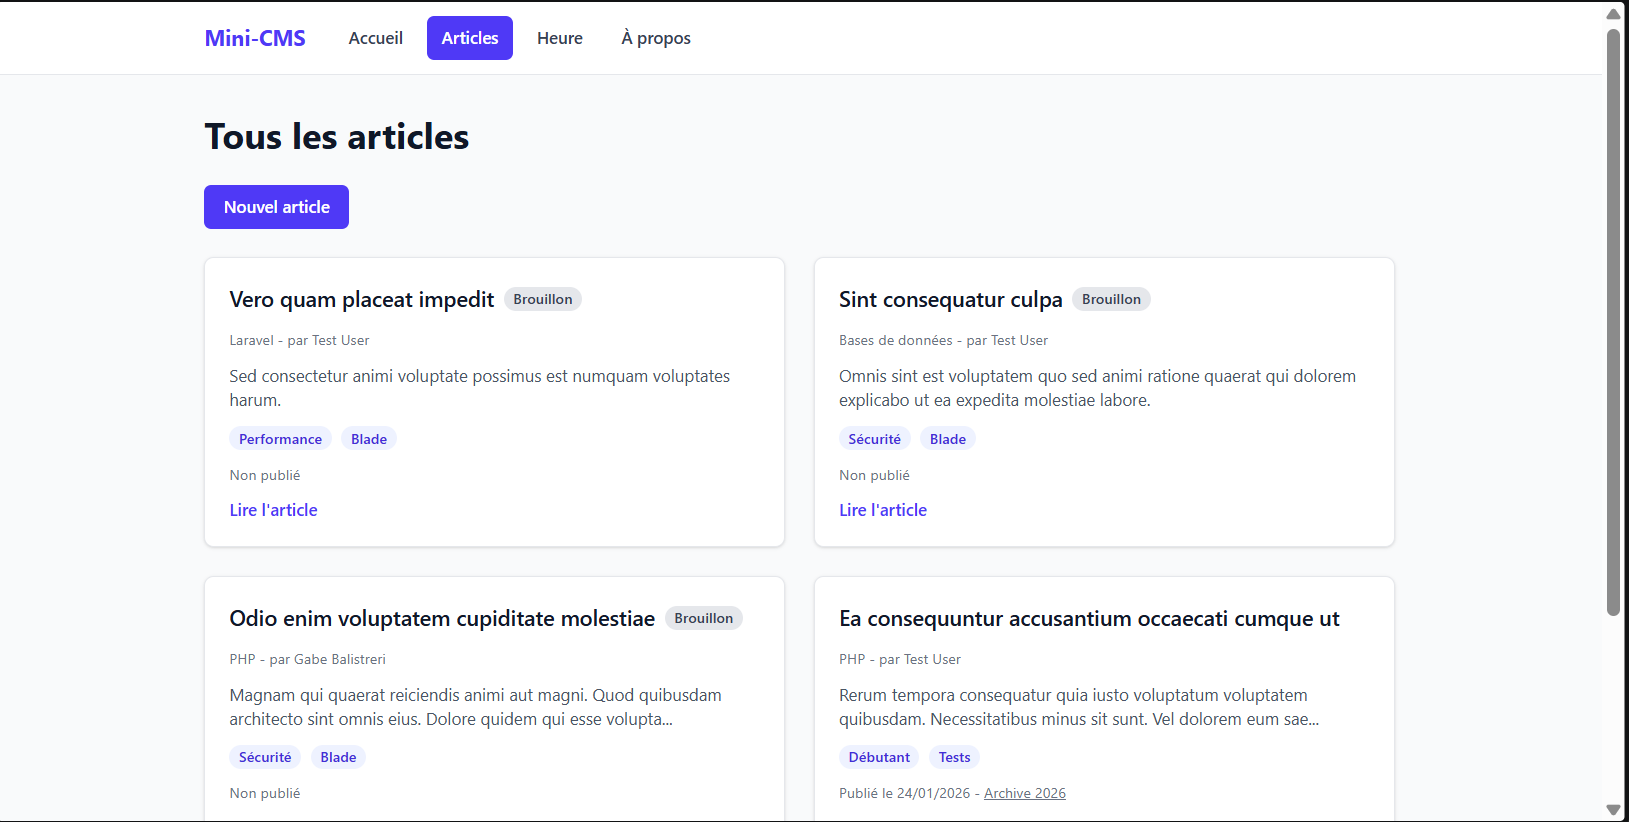 Mini-CMS Accueil Articles Heure À propos
Tous les articles
Nouvel article
Vero quam placeat impedit Brouillon
Laravel - par Test User
Sed consectetur animi voluptate possimus est numquam voluptates
harum.
Performance Blade
Non publié
Lire l'article
Sint consequatur culpa Brouillon
Bases de données - par Test User
Omnis sint est voluptatem quo sed animi ratione quaerat qui dolorem
explicabo ut ea expedita molestiae labore.
Sécurité Blade
Non publié
Lire l'article
Odio enim voluptatem cupiditate molestiae Brouillon
PHP - par Gabe Balistreri
Magnam qui quaerat reiciendis animi aut magni. Quod quibusdam
architecto sint omnis eius. Dolore quidem qui esse volupta...
Sécurité Blade
Non publié
Ea consequuntur accusantium occaecati cumque ut
PHP - par Test User
Rerum tempora consequatur quia iusto voluptatum voluptatem
quibusdam. Necessitatibus minus sit sunt. Vel dolorem eum sae...
Débutant Tests
Publié le 24/01/2026 - Archive 2026